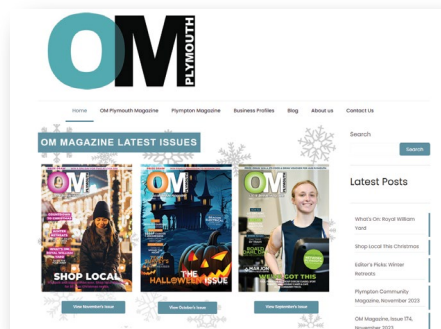 OM PLYMOUTH
Home OM Plymouth Magazine Plympton Magazine Business Profiles Blog About us Contact Us
OM MAGAZINE LATEST ISSUES
Search
Search
Latest Posts
What's On: Royal William
Yard
Shop Local This Christmas
Editor's Picks: Winter
Retreats
Plympton Community
Magazine, November 2023
OM Magazine, Issue 174,
November 2023
OM
SHOP LOCAL
View November's Issue
OM
THE
HALLOWEEN ISSUE
View October's Issue
OM
ROALD
GOT THIS
View September's Issue